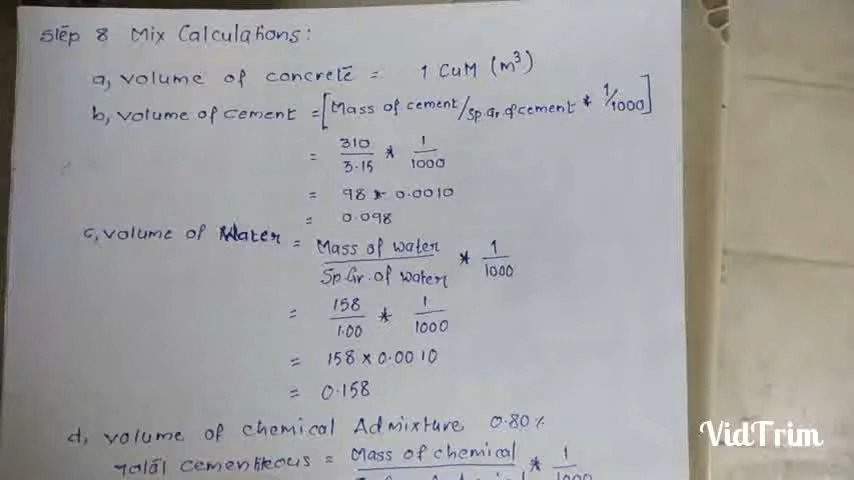 Step 8 Mix Calculations:
a, volume of concrete = 1 CuM (m³)
b, volume of cement = [Mass of cement/Sp.Gr.of cement * 1/1000]
= 310/3.15 * 1/1000
= 98 * 0.0010
= 0.098
c, volume of Water = Mass of water/Sp.Gr.of water * 1/1000
= 158/1.00 * 1/1000
= 158 x 0.0010
= 0.158
d, volume of chemical Admixture 0.80%
Total cementeous = Mass of chemical * 1/1000
VidTrim